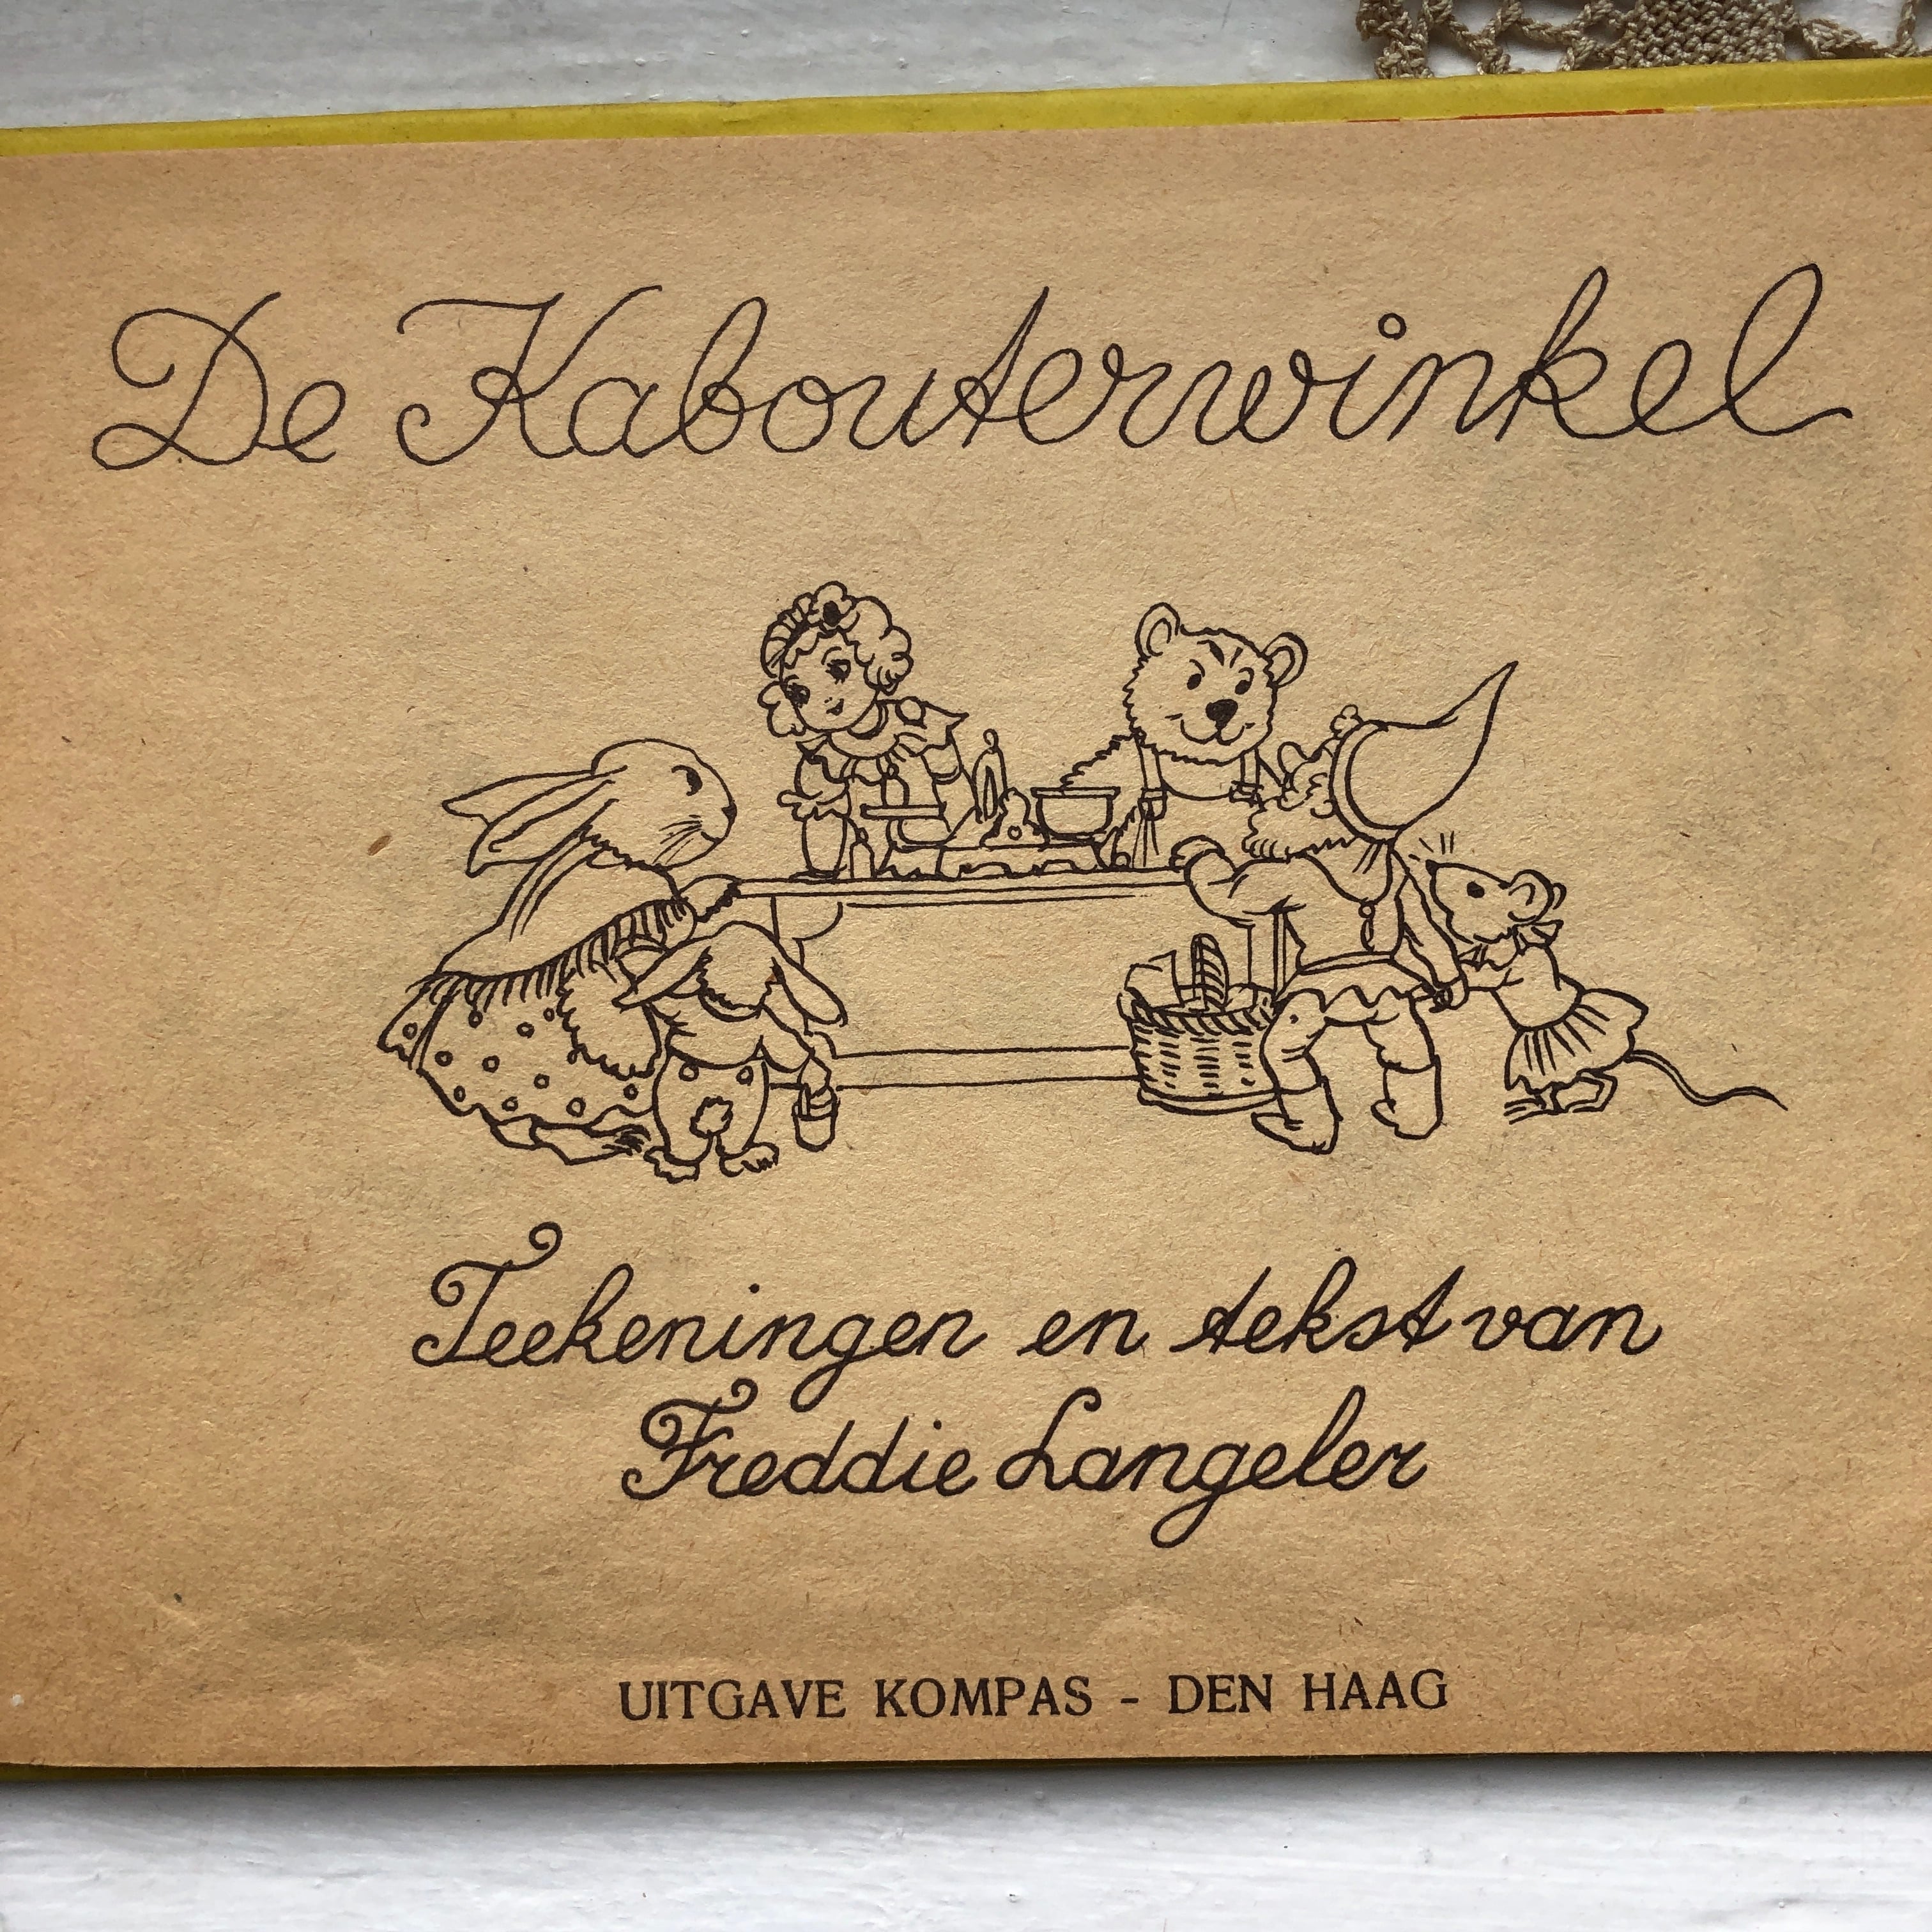 De Kabouterwinkel
Teekeningen en tekst van
Freddie Langeler
UITGAVE KOMPAS - DEN HAAG